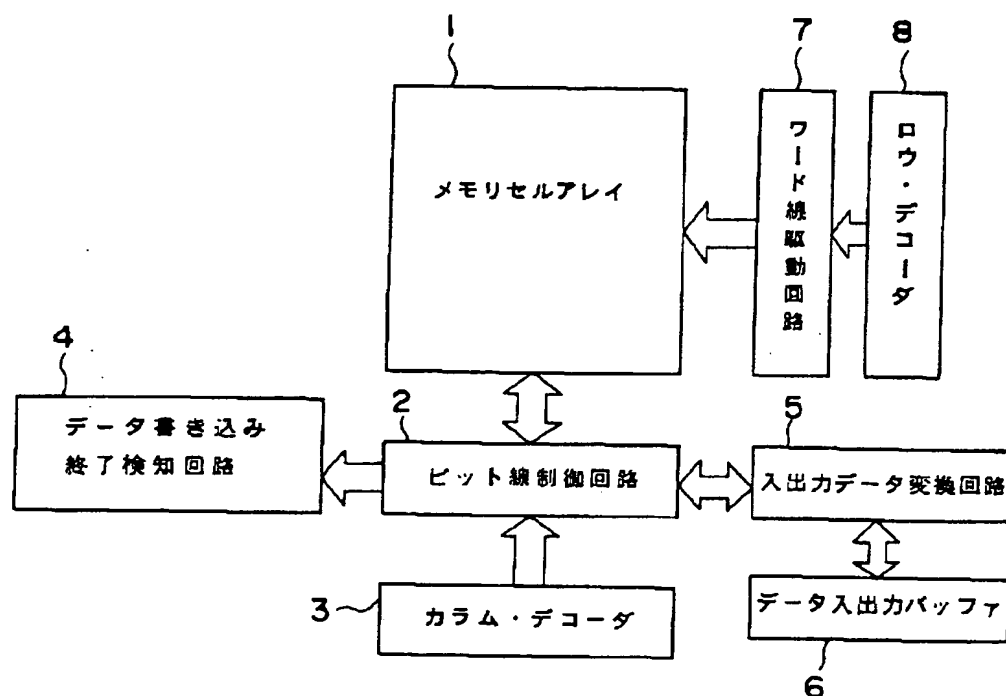 1
7
8
メモリセルアレイ
ワード線駆動回路
ロウ・デコーダ
4
データ書き込み
終了検知回路
2
ビット線制御回路
5
入出力データ変換回路
3
カラム・デコーダ
データ入出力バッファ
6